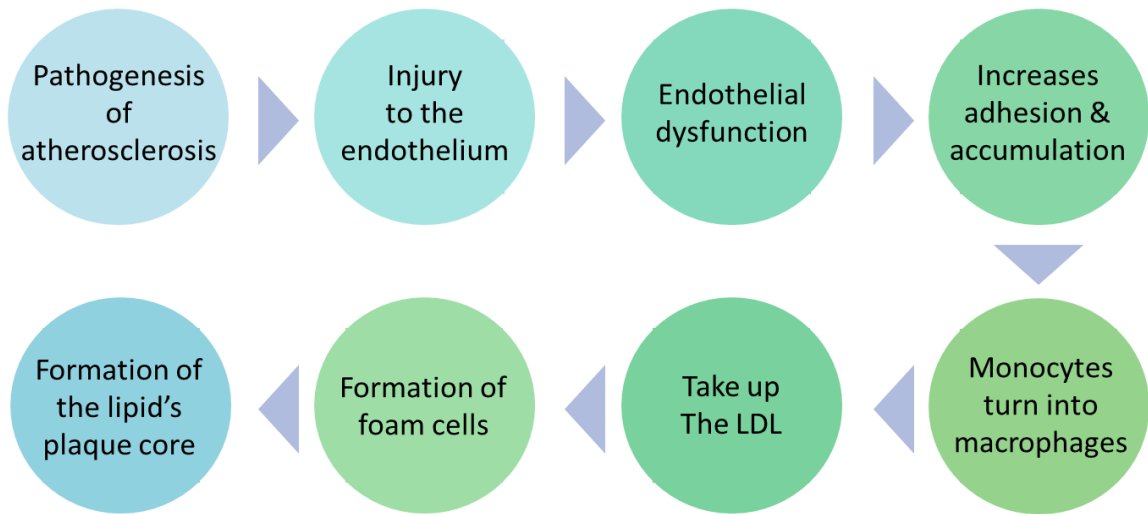 Pathogenesis
of
atherosclerosis
Injury
to the
endothelium
Endothelial
dysfunction
Increases
adhesion &
accumulation
Monocytes
turn into
macrophages
Take up
The LDL
Formation of
foam cells
Formation of
the lipid’s
plaque core